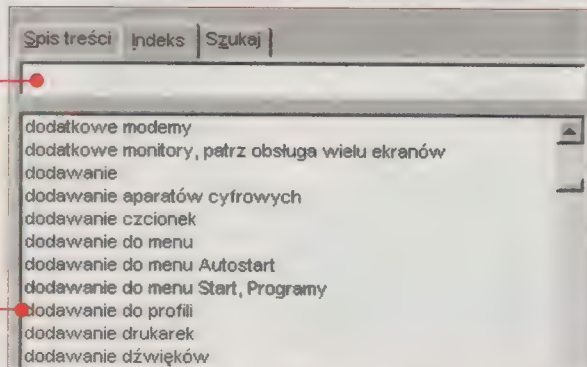 Spis treści Indeks Szukaj
dodatkowe modemy
dodatkowe monitory, patrz obsługa wielu ekranów
dodawanie
dodawanie aparatów cyfrowych
dodawanie czcionek
dodawanie do menu
dodawanie do menu Autostart
dodawanie do menu Start, Programy
dodawanie do profili
dodawanie drukarek
dodawanie dźwięków